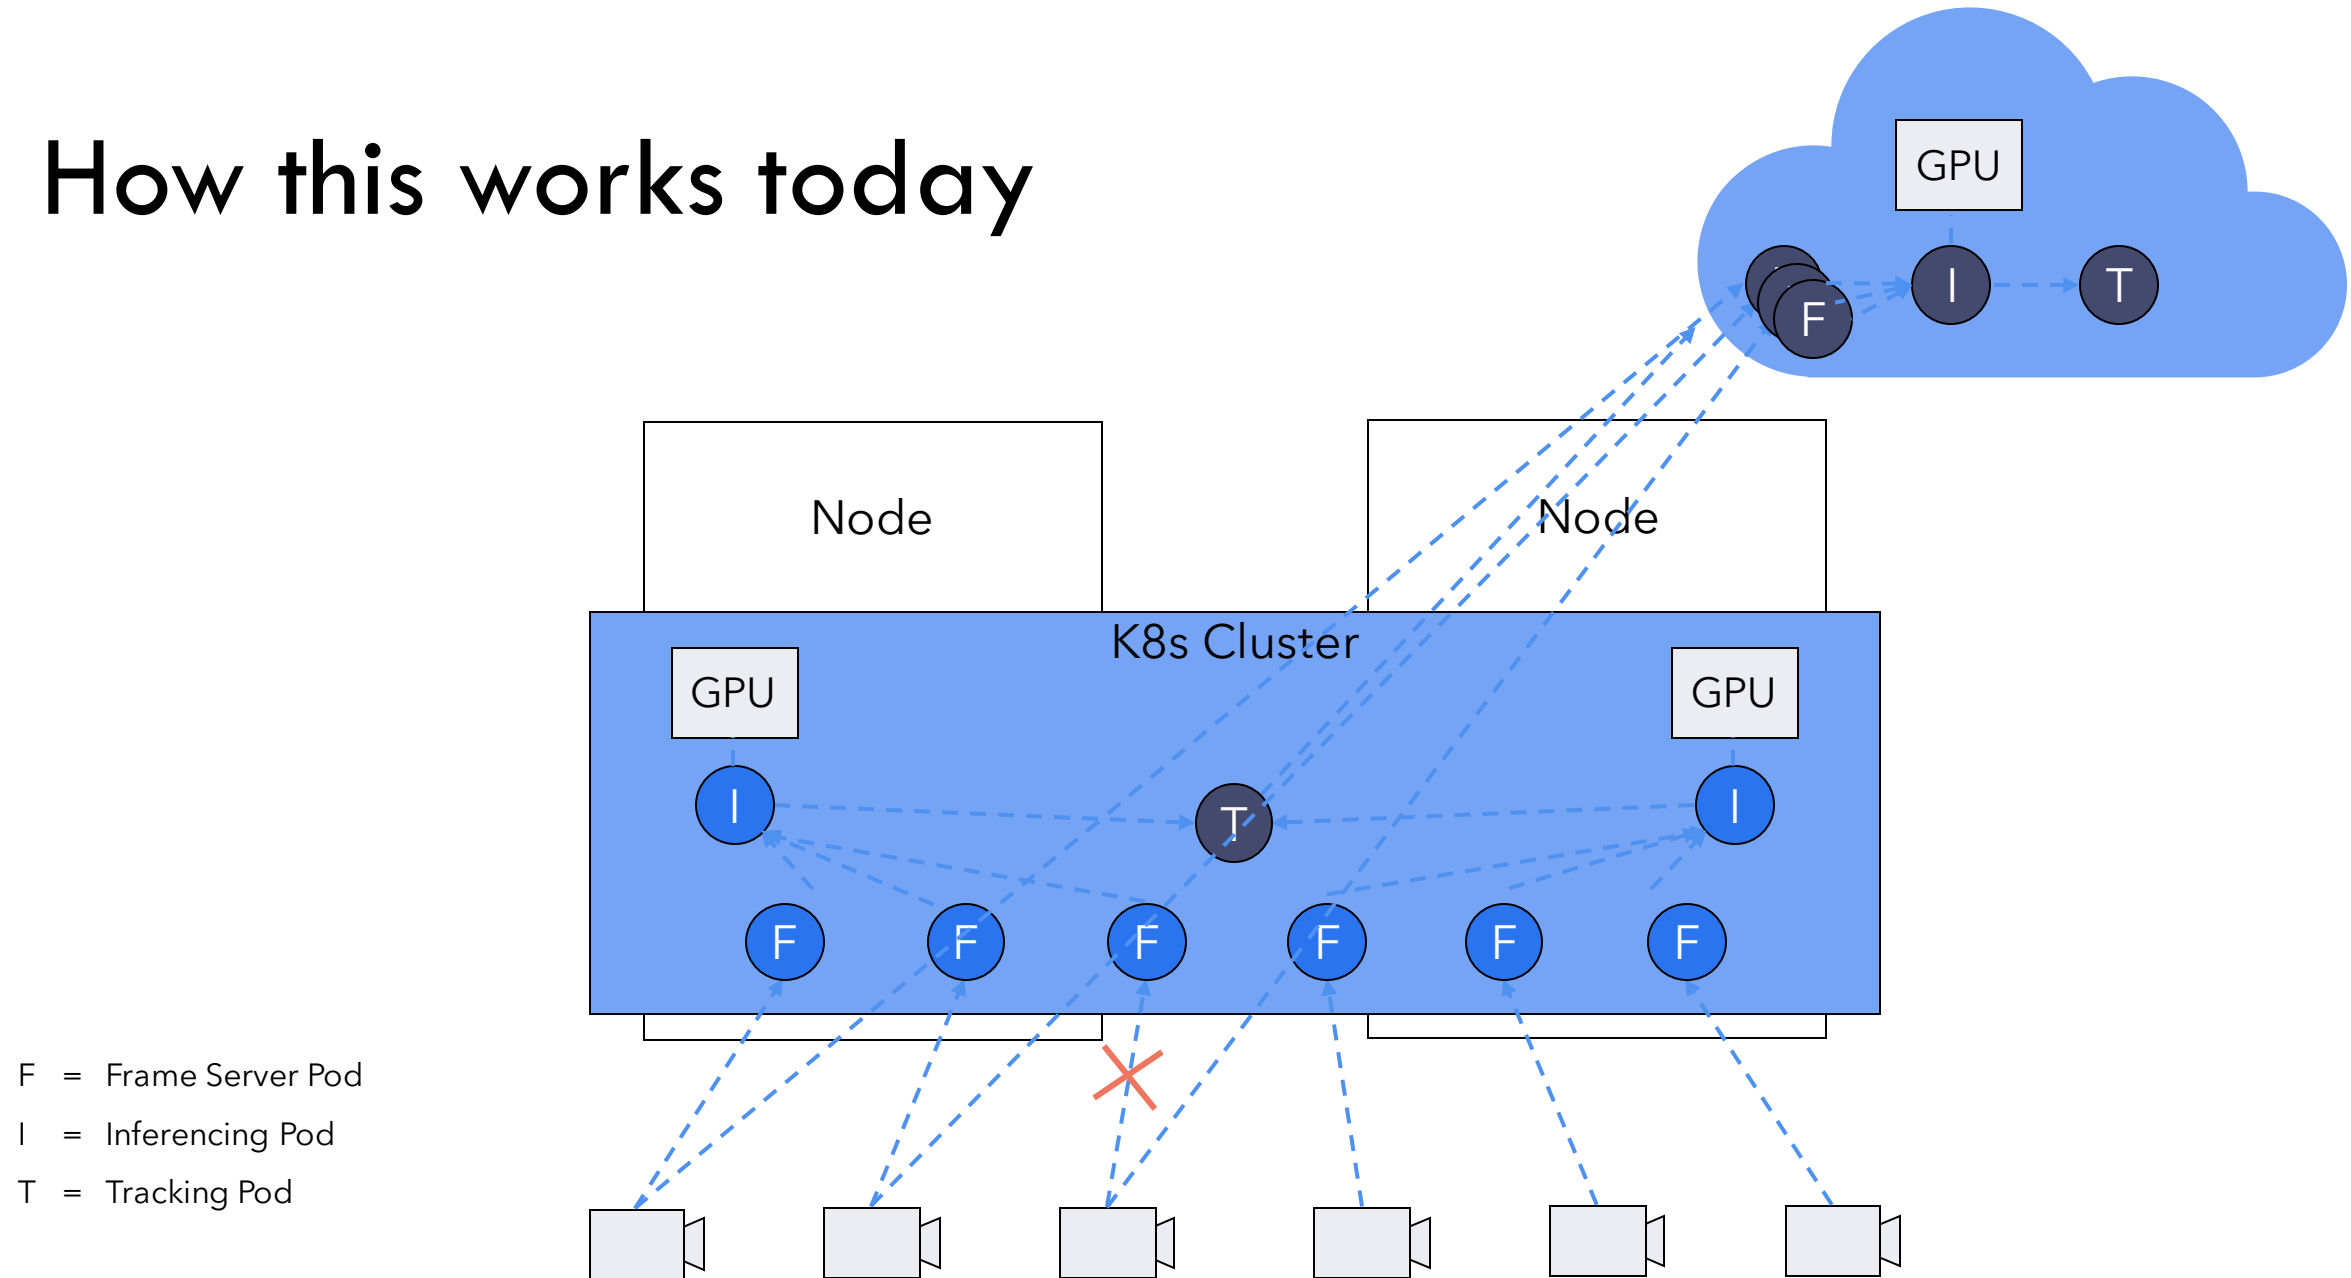 How this works today
GPU
F
I
T
Node
Node
K8s Cluster
GPU
GPU
I
T
I
F
F
F
F
F
F
F = Frame Server Pod
I = Inferencing Pod
T = Tracking Pod